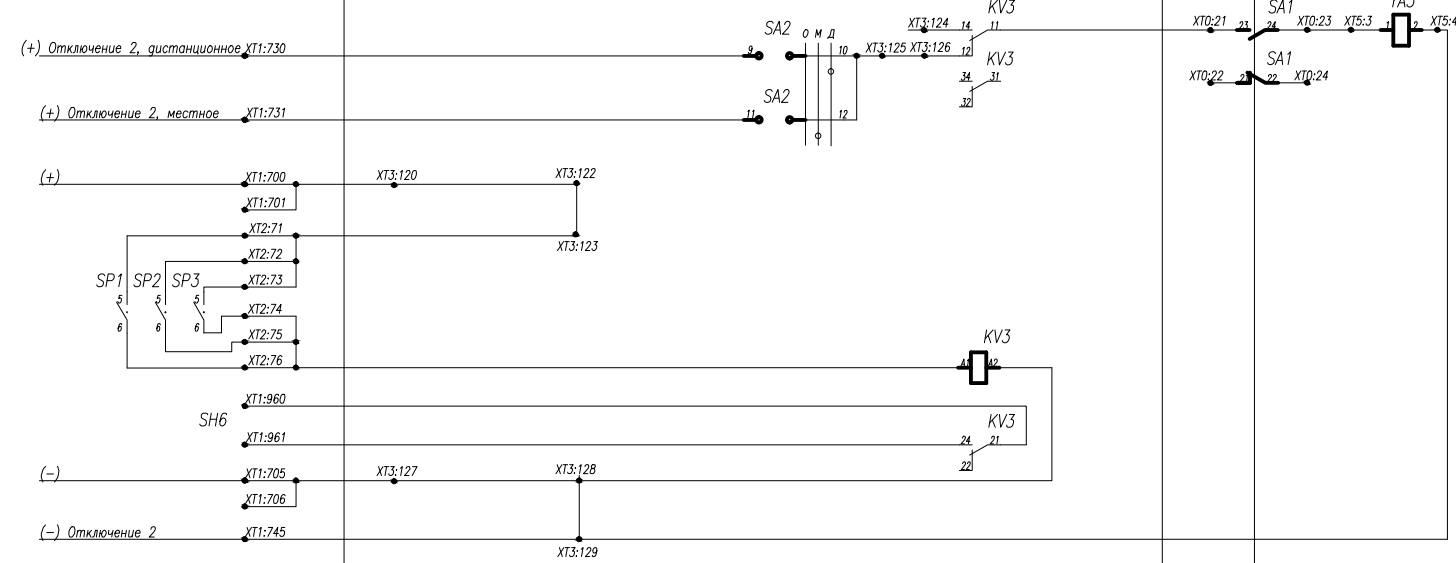 KV3
SA1
XT3:124 14 11
XT0:21 23 24 XT0:23 XT5:3 1 2 XT5:4
SA2
О М Д
(+) Отключение 2, дистанционное XT1:730 9 10 XT3:125 XT3:126 12
KV3
SA1
34 31
XT0:22 21 22 XT0:24
32
SA2
(+) Отключение 2, местное XT1:731 11 12
(+) XT1:700 XT3:120 XT3:122
XT1:701
XT2:71
XT3:123
XT2:72
SP1 SP2 SP3 XT2:73
5 5 5
XT2:74
6 6 6
XT2:75
KV3
XT2:76 A1 A2
XT1:960
SH6 KV3
XT1:961 24 21
22
(-) XT1:705 XT3:127 XT3:128
XT1:706
(-) Отключение 2 XT1:745
XT3:129